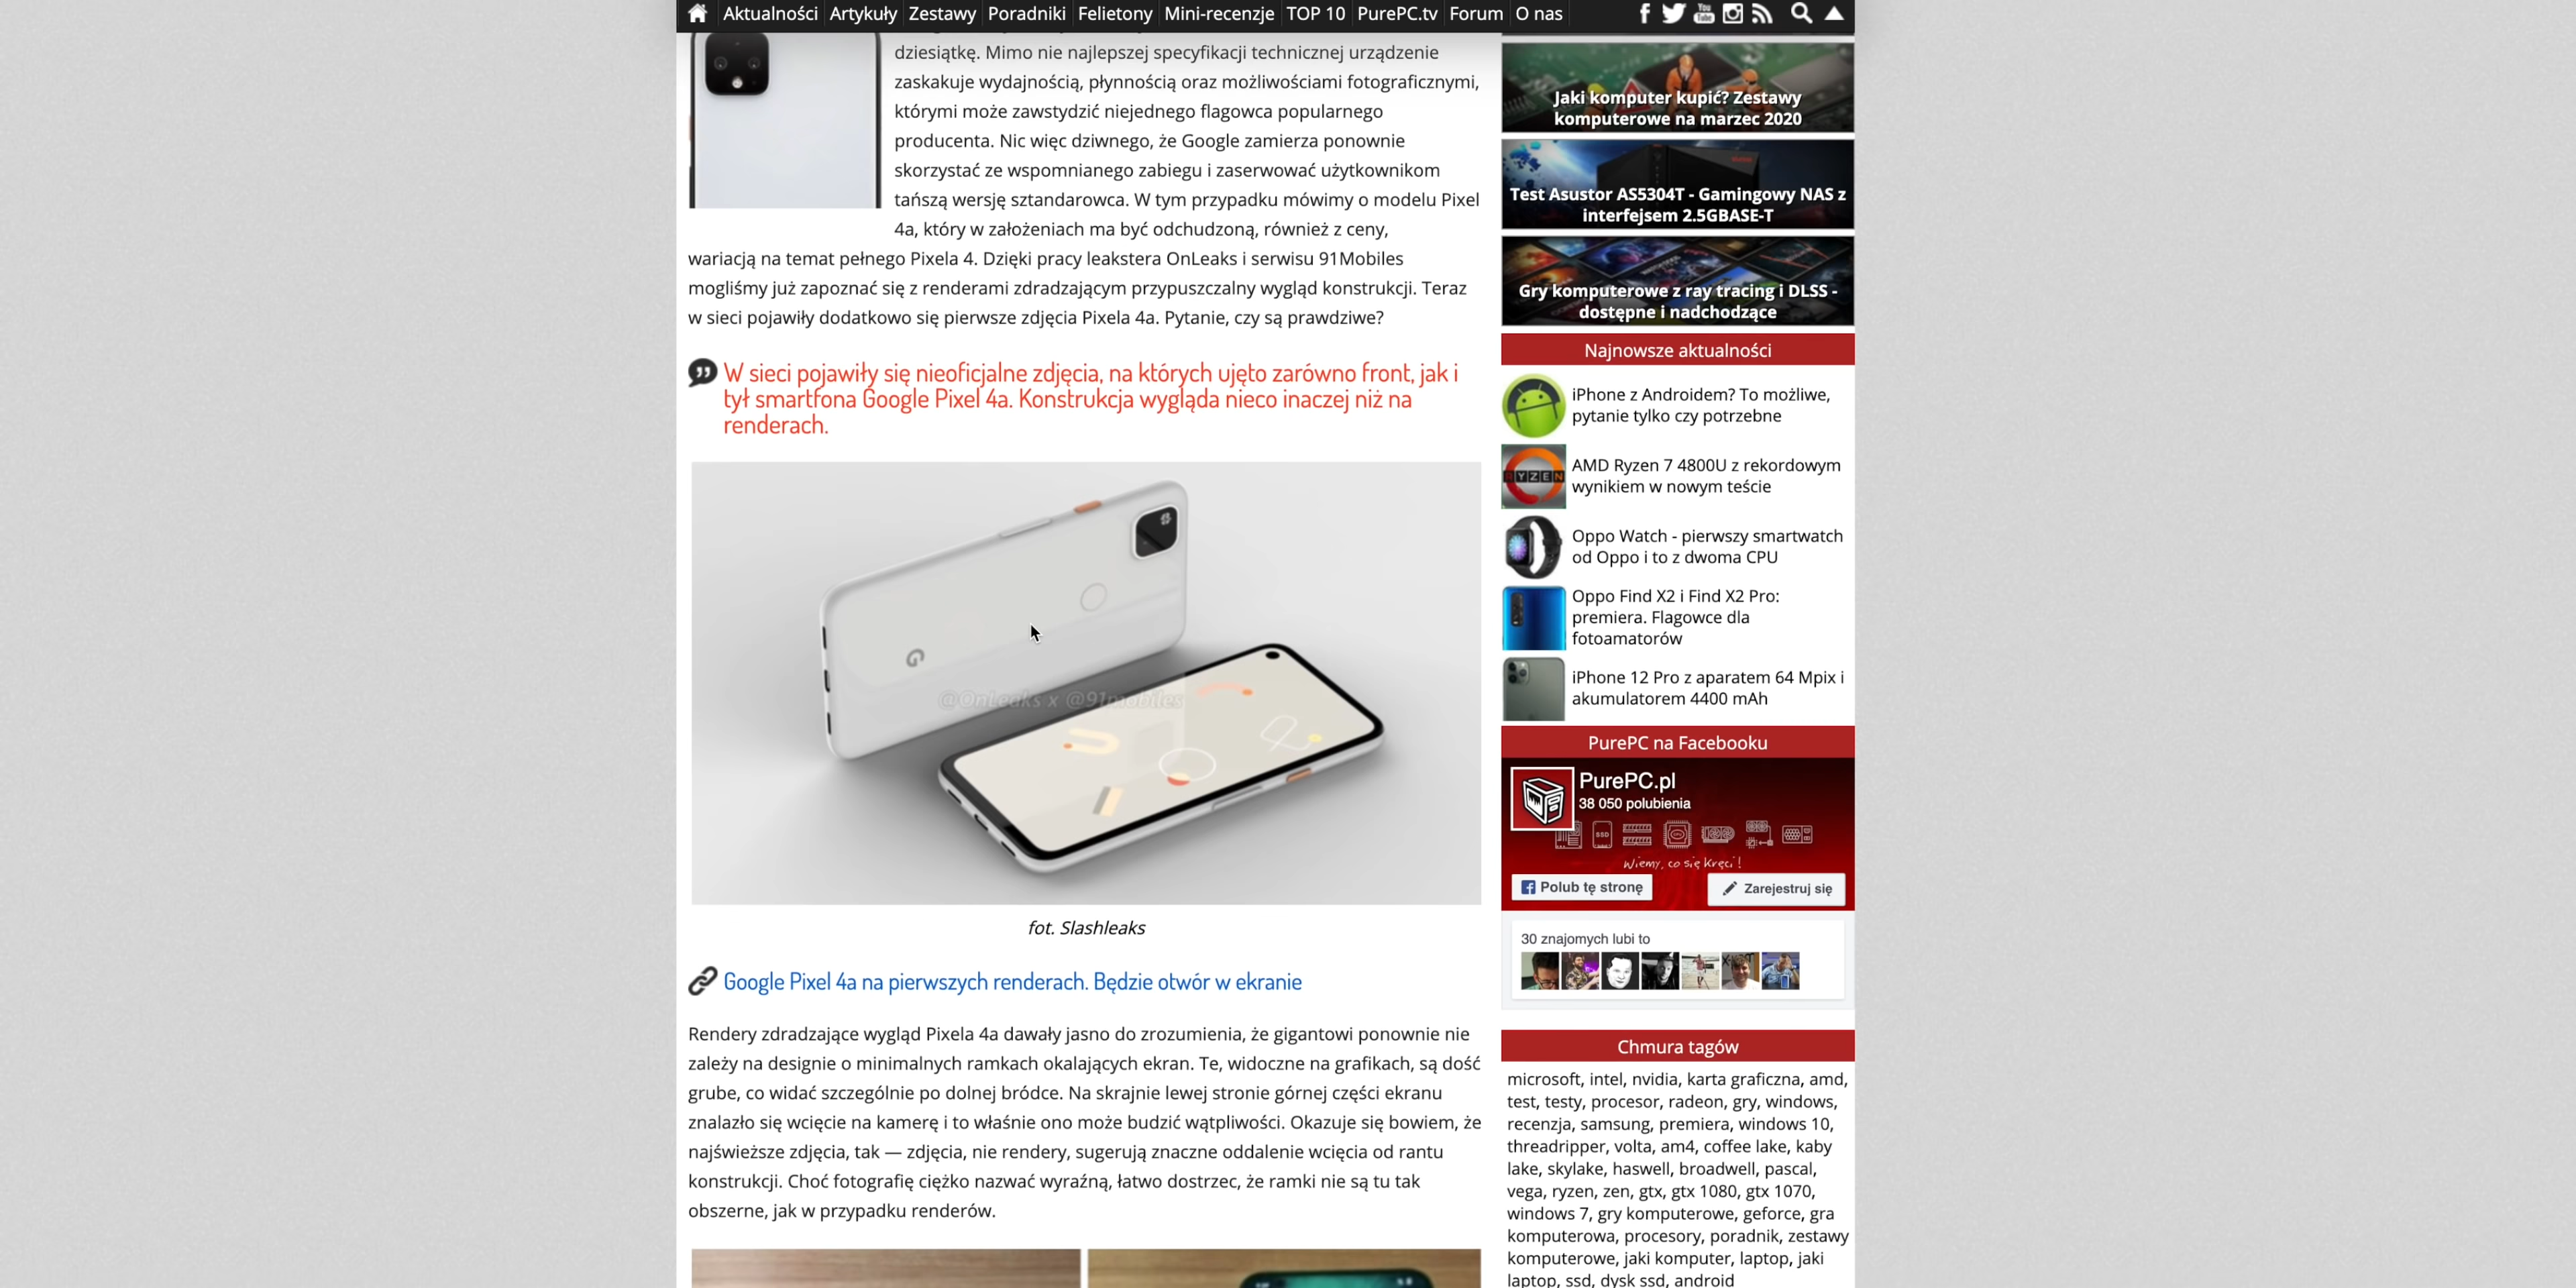 Aktualności Artykuły Zestawy Poradniki Felietony Mini-recenzje TOP 10 PurePC.tv Forum O nas
dziesiątkę. Mimo nie najlepszej specyfikacji technicznej urządzenie
zaskakuje wydajnością, płynnością oraz możliwościami fotograficznymi,
którymi może zawstydzić niejednego flagowca popularnego
producenta. Nic więc dziwnego, że Google zamierza ponownie
skorzystać ze wspomnianego zabiegu i zaserwować użytkownikom
tańszą wersję sztandarowca. W tym przypadku mówimy o modelu Pixel
4a, który w założeniach ma być odchudzoną, również z ceny,
wariacją na temat pełnego Pixela 4. Dzięki pracy leakstera OnLeaks i serwisu 91Mobiles
mogliśmy już zapoznać się z renderami zdradzającym przypuszczalny wygląd konstrukcji. Teraz
w sieci pojawiły dodatkowo się pierwsze zdjęcia Pixela 4a. Pytanie, czy są prawdziwe?
W sieci pojawiły się nieoficjalne zdjęcia, na których ujęto zarówno front, jak i
tył smartfona Google Pixel 4a. Konstrukcja wygląda nieco inaczej niż na
renderach.
@OnLeaks x @91mobiles
fot. Slashleaks
Google Pixel 4a na pierwszych renderach. Będzie otwór w ekranie
Rendery zdradzające wygląd Pixela 4a dawały jasno do zrozumienia, że gigantowi ponownie nie
zależy na designie o minimalnych ramkach okalających ekran. Te, widoczne na grafikach, są dość
grube, co widać szczególnie po dolnej bródce. Na skrajnie lewej stronie górnej części ekranu
znalazło się wcięcie na kamerę i to właśnie ono może budzić wątpliwości. Okazuje się bowiem, że
najświeższe zdjęcia, tak — zdjęcia, nie rendery, sugerują znaczne oddalenie wcięcia od rantu
konstrukcji. Choć fotografię ciężko nazwać wyraźną, łatwo dostrzec, że ramki nie są tu tak
obszerne, jak w przypadku renderów.
Jaki komputer kupić? Zestawy
komputerowe na marzec 2020
Test Asustor AS5304T - Gamingowy NAS z
interfejsem 2.5GBASE-T
Gry komputerowe z ray tracing i DLSS -
dostępne i nadchodzące
Najnowsze aktualności
iPhone z Androidem? To możliwe,
pytanie tylko czy potrzebne
RYZEN
AMD Ryzen 7 4800U z rekordowym
wynikiem w nowym teście
Oppo Watch - pierwszy smartwatch
od Oppo i to z dwoma CPU
Oppo Find X2 i Find X2 Pro:
premiera. Flagowce dla
fotoamatorów
iPhone 12 Pro z aparatem 64 Mpix i
akumulatorem 4400 mAh
PurePC na Facebooku
PurePC.pl
38 050 polubienia
SSD
Wiemy, co się kręci!
Polub tę stronę
Zarejestruj się
30 znajomych lubi to
Chmura tagów
microsoft, intel, nvidia, karta graficzna, amd,
test, testy, procesor, radeon, gry, windows,
recenzja, samsung, premiera, windows 10,
threadripper, volta, am4, coffee lake, kaby
lake, skylake, haswell, broadwell, pascal,
vega, ryzen, zen, gtx, gtx 1080, gtx 1070,
windows 7, gry komputerowe, geforce, gra
komputerowa, procesory, poradnik, zestawy
komputerowe, jaki komputer, laptop, jaki
laptop, ssd, dysk ssd, android